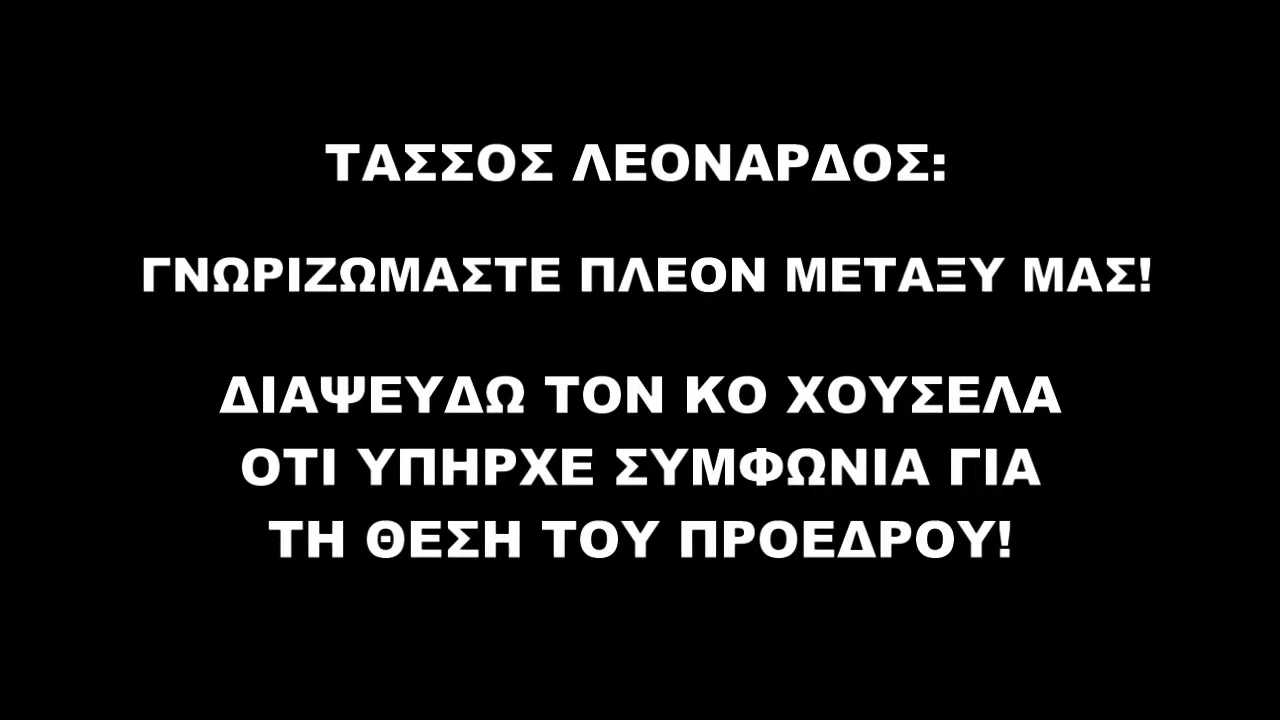 ΤΑΣΣΟΣ ΛΕΟΝΑΡΔΟΣ:
ΓΝΩΡΙΖΩΜΑΣΤΕ ΠΛΕΟΝ ΜΕΤΑΞΥ ΜΑΣ!
ΔΙΑΨΕΥΔΩ ΤΟΝ ΚΟ ΧΟΥΣΕΛΑ
ΟΤΙ ΥΠΗΡΧΕ ΣΥΜΦΩΝΙΑ ΓΙΑ
ΤΗ ΘΕΣΗ ΤΟΥ ΠΡΟΕΔΡΟΥ!